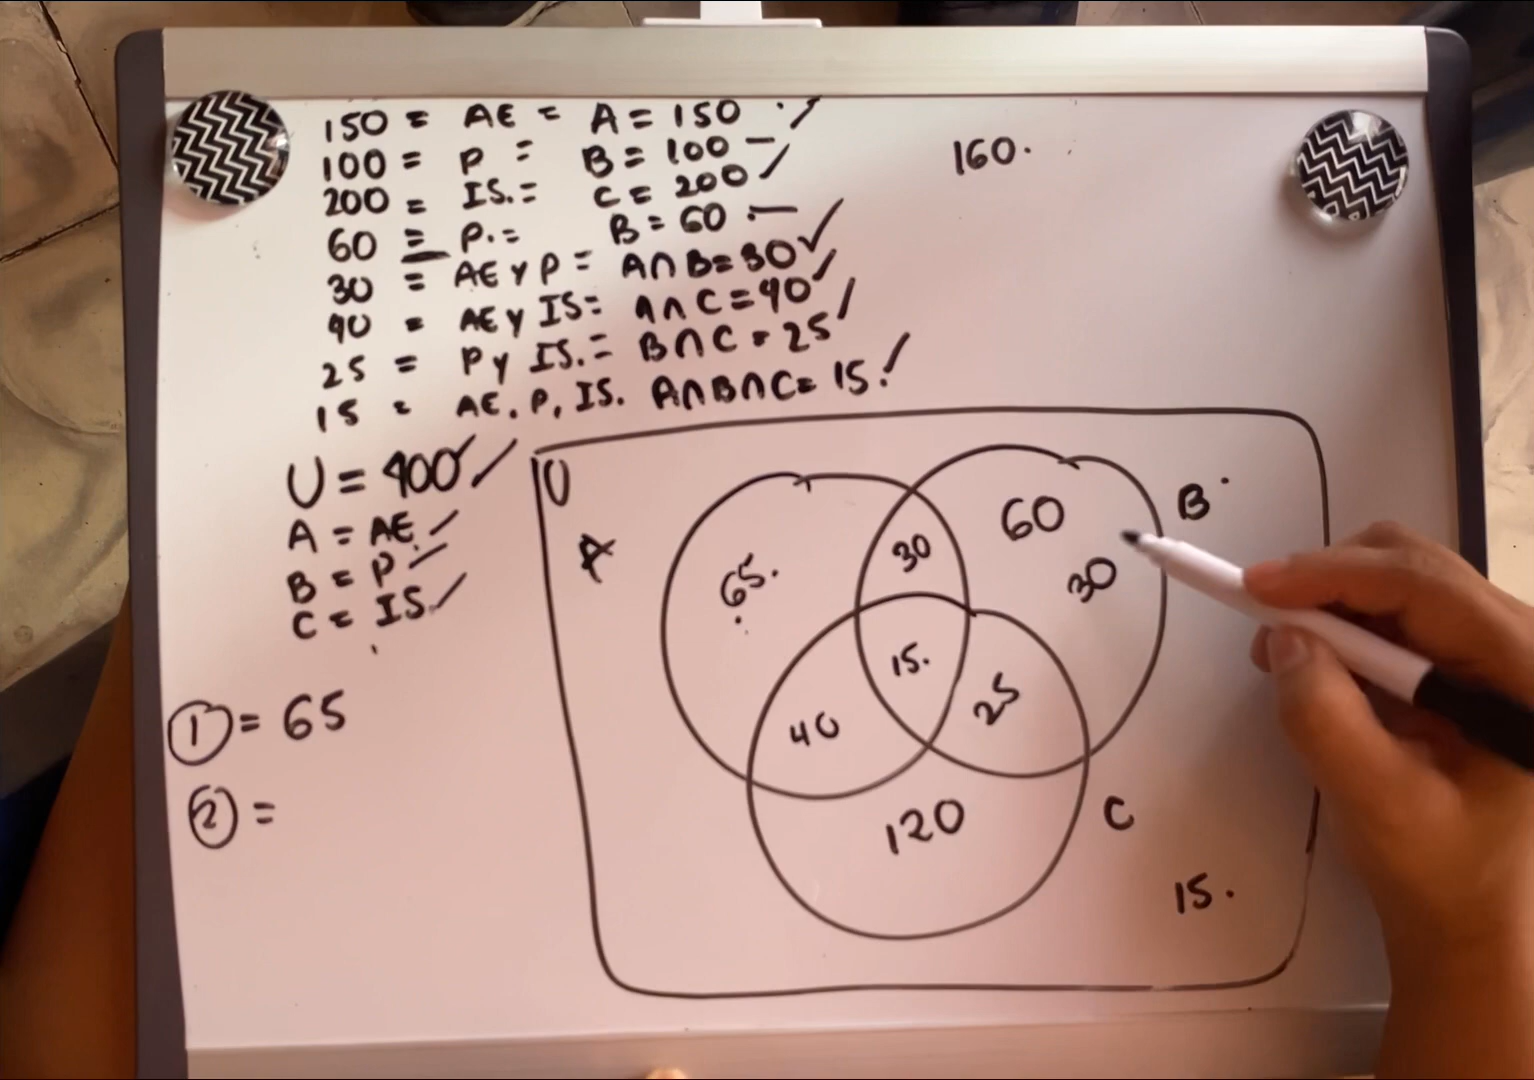 150 = AE = A = 150 . /
100 = P = B = 100 -
200 = IS. = C = 200 /
60 = P. = B = 60 . -
30 = AE Y P = A∩B = 30 ✓
40 = AE Y IS = A∩C = 40 /
25 = P Y IS. = B∩C = 25 /
15 = AE, P, IS. A∩B∩C = 15. /
160.
U = 400 ✓ /
A = AE. /
B = P /
C = IS. /
① = 65
② =
U
A
B
65.
30
60
30
15.
40
25
120
C
15.